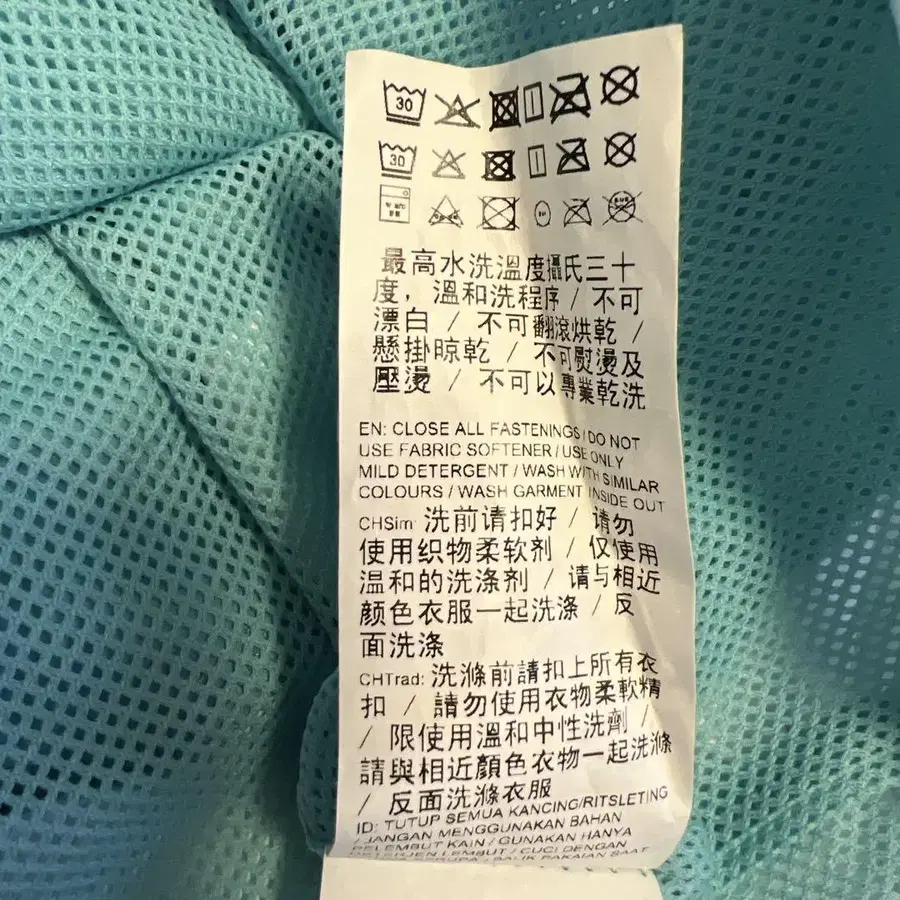 30
30
最高水洗溫度攝氏三十
度，溫和洗程序 / 不可
漂白 / 不可翻滾烘乾 /
懸掛晾乾 / 不可熨燙及
壓燙 / 不可以專業乾洗
EN: CLOSE ALL FASTENINGS / DO NOT
USE FABRIC SOFTENER / USE ONLY
MILD DETERGENT / WASH WITH SIMILAR
COLOURS / WASH GARMENT INSIDE OUT
CHSim: 洗前请扣好 / 请勿
使用织物柔软剂 / 仅使用
温和的洗涤剂 / 请与相近
颜色衣服一起洗涤 / 反
面洗涤
CHTrad: 洗滌前請扣上所有衣
扣 / 請勿使用衣物柔軟精
/ 限使用溫和中性洗劑 /
請與相近顏色衣物一起洗滌
/ 反面洗滌衣服
ID: TUTUP SEMUA KANCING/RITSLETING
/ JANGAN MENGGUNAKAN BAHAN
PELEMBUT KAIN / GUNAKAN HANYA
DETERJEN LEMBUT / CUCI DENGAN
BALIK PAKAIAN SAAT